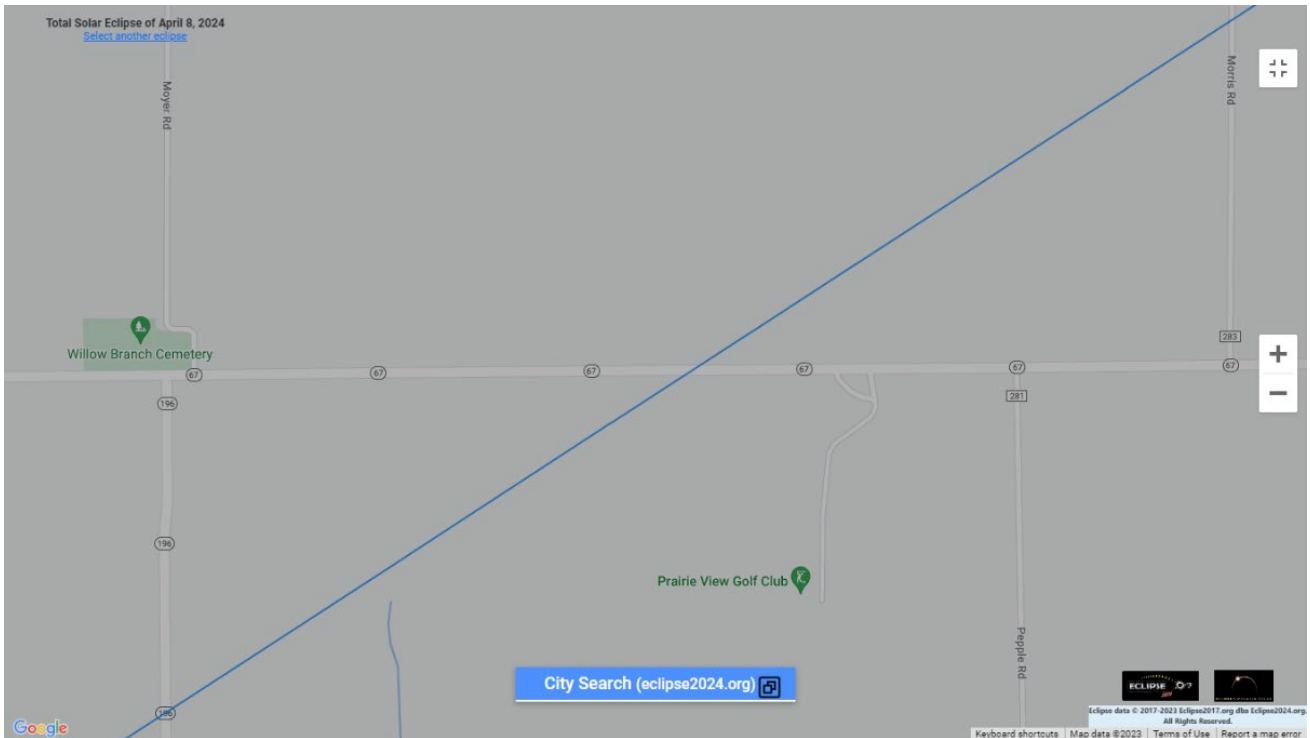 Total Solar Eclipse of April 8, 2024
Select another eclipse
Moyer Rd
Morris Rd
283
Willow Branch Cemetery
67
67
67
67
67
67
196
281
196
Prairie View Golf Club
Pepple Rd
City Search (eclipse2024.org)
196
ECLIPSE
Google
Eclipse data © 2017-2023 Eclipse2017.org dba Eclipse2024.org.
All Rights Reserved.
Keyboard shortcuts
Map data ©2023
Terms of Use
Report a map error